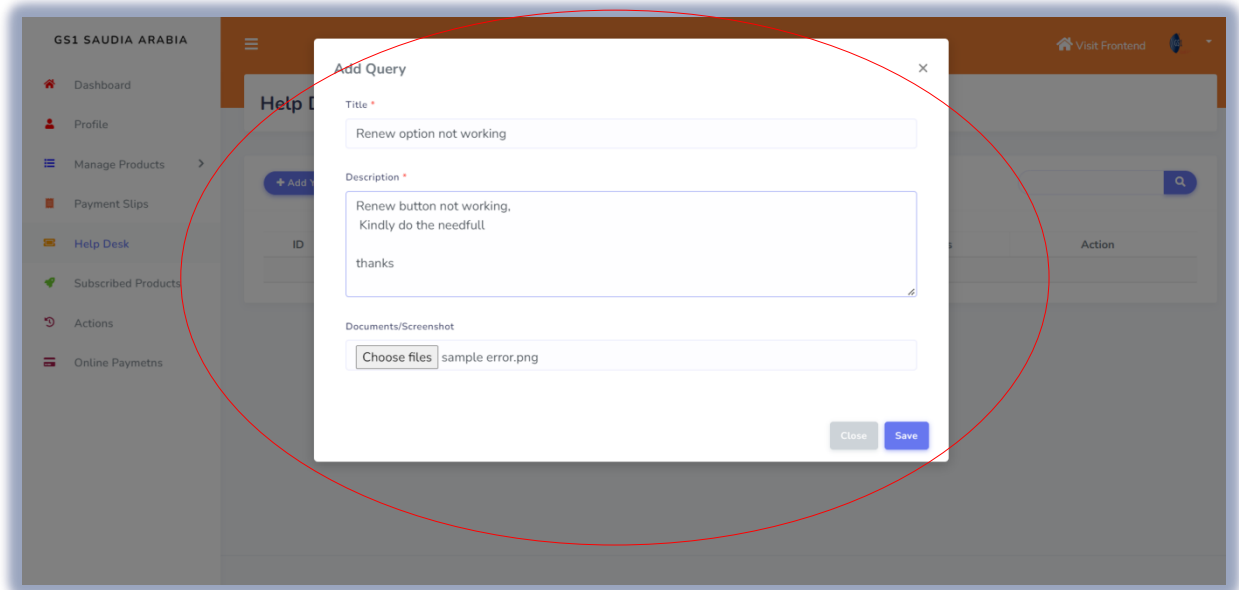 GS1 SAUDIA ARABIA
Visit Frontend
Dashboard
Profile
Manage Products
Payment Slips
Help Desk
Subscribed Products
Actions
Online Paymetns
Help D
+ Add Y
ID
s
Action
Add Query
×
Title *
Renew option not working
Description *
Renew button not working,
Kindly do the needfull
thanks
Documents/Screenshot
Choose files sample error.png
Close
Save